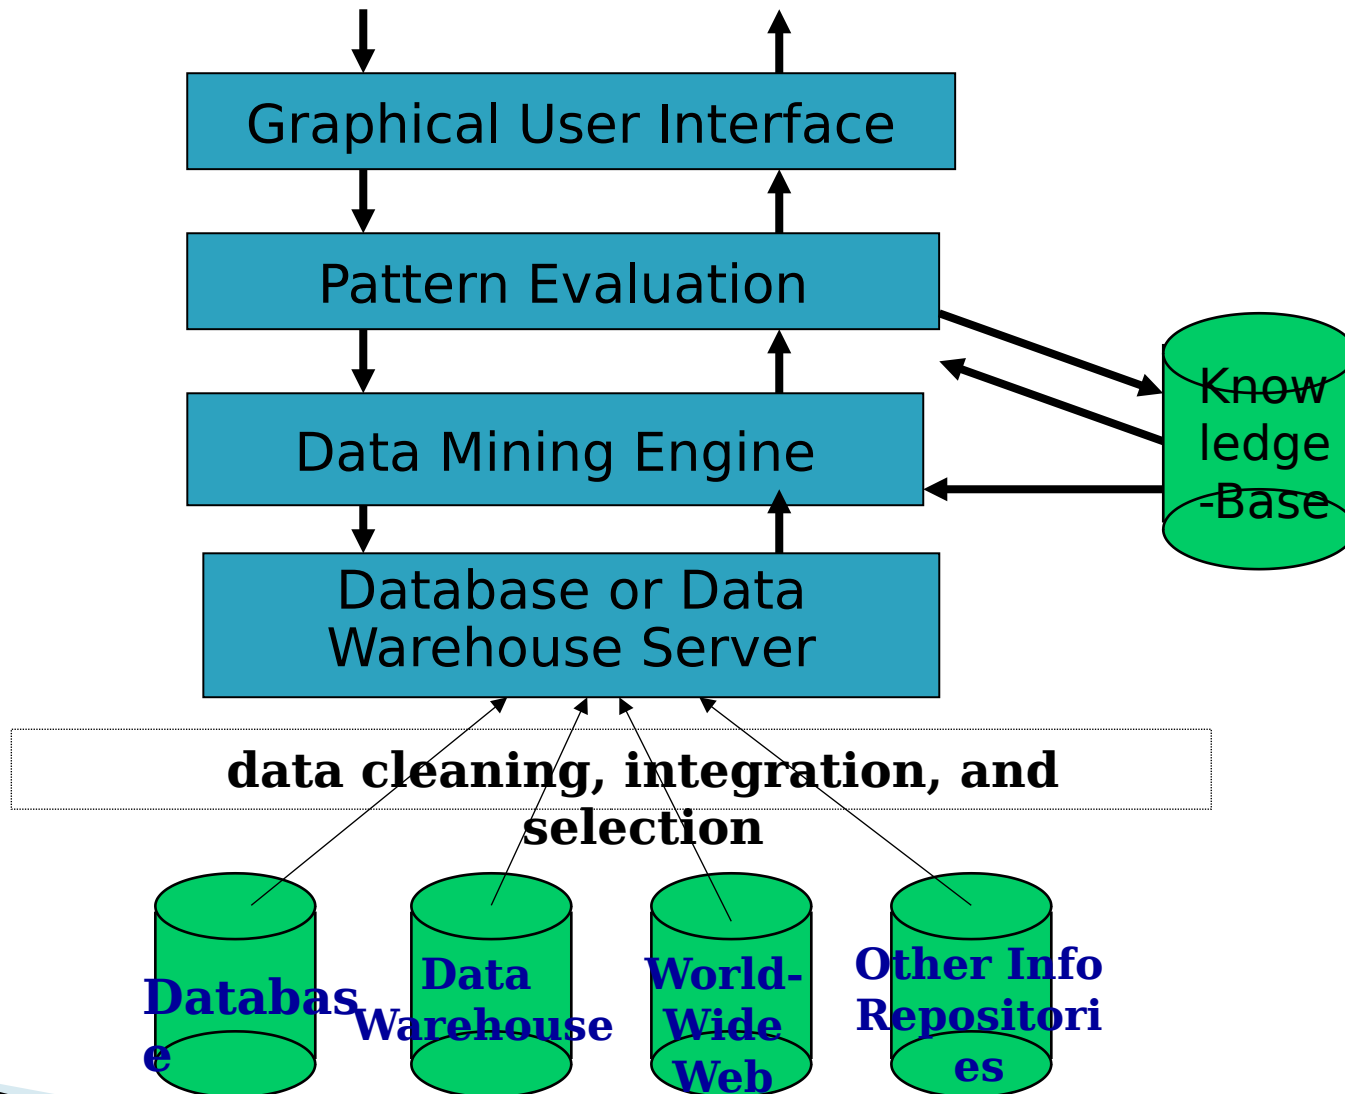 Graphical User Interface
Pattern Evaluation
Know
ledge
-Base
Data Mining Engine
Database or Data
Warehouse Server
data cleaning, integration, and
selection
Databas
e
Data
Warehouse
World-
Wide
Web
Other Info
Repositori
es